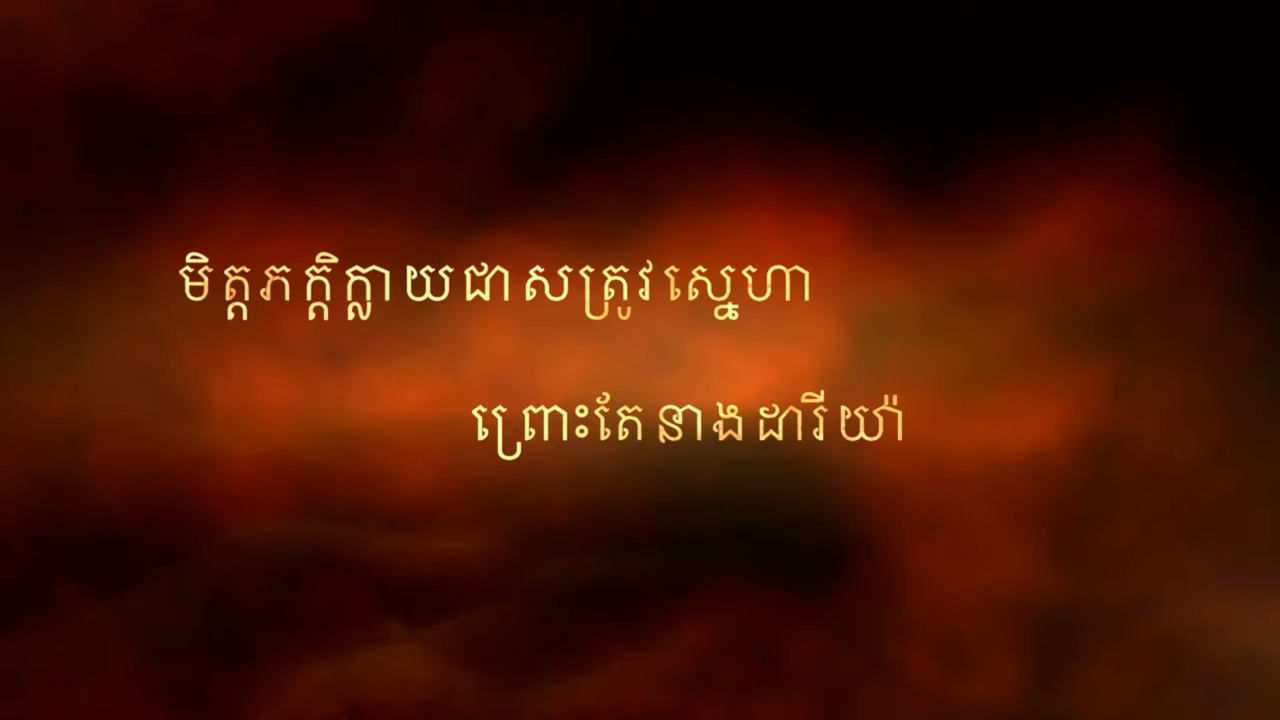 មិត្តភក្តិក្លាយជាសត្រូវស្នេហា
ព្រោះតែនាងដារីយ៉ា